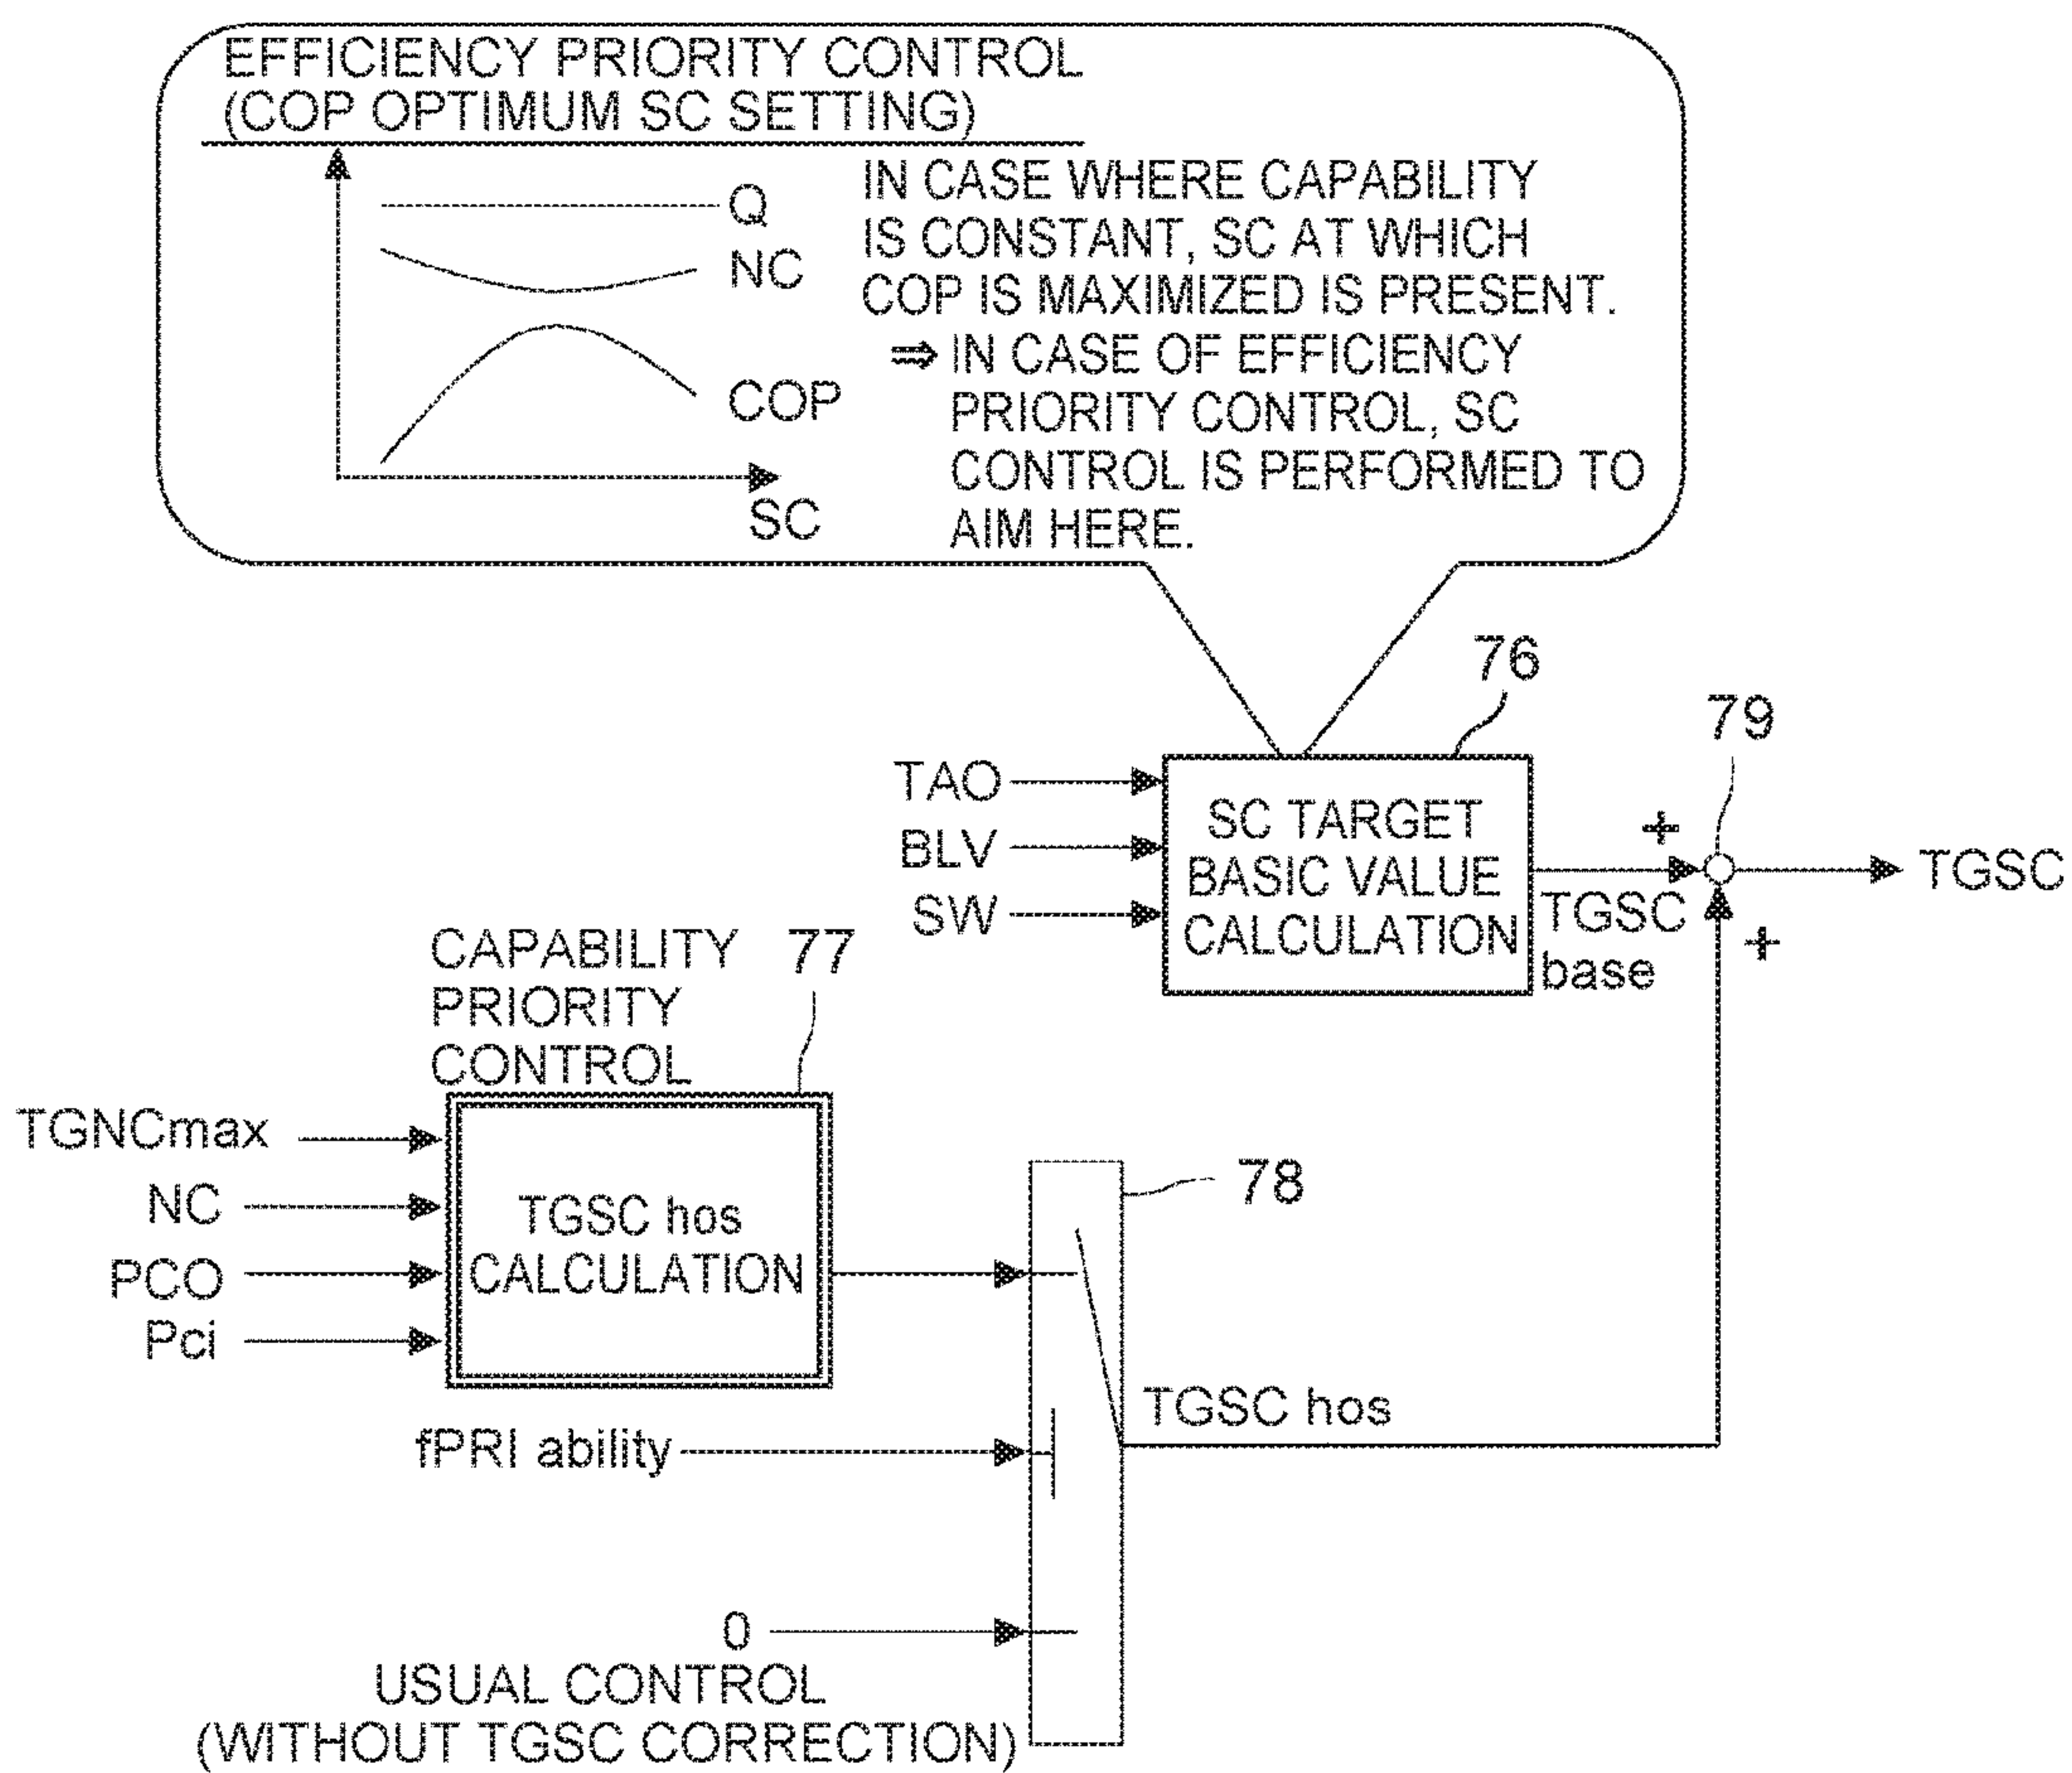 EFFICIENCY PRIORITY CONTROL
(COP OPTIMUM SC SETTING)
Q
NC
COP
SC
IN CASE WHERE CAPABILITY
IS CONSTANT, SC AT WHICH
COP IS MAXIMIZED IS PRESENT.
⇒ IN CASE OF EFFICIENCY
PRIORITY CONTROL, SC
CONTROL IS PERFORMED TO
AIM HERE.
76
79
TAO
BLV
SW
SC TARGET
BASIC VALUE
CALCULATION
+
TGSC
base
+
TGSC
CAPABILITY
PRIORITY
CONTROL
77
TGNCmax
NC
PCO
Pci
TGSC hos
CALCULATION
78
fPRI ability
TGSC hos
0
USUAL CONTROL
(WITHOUT TGSC CORRECTION)